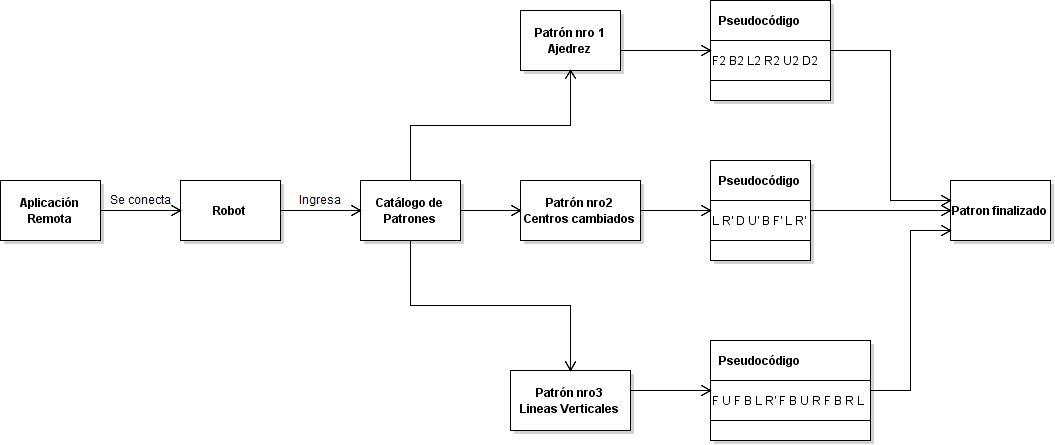 Aplicación
Remota
Se conecta
Robot
Ingresa
Catálogo de
Patrones
Patrón nro 1
Ajedrez
Pseudocódigo
F2 B2 L2 R2 U2 D2
Patrón nro2
Centros cambiados
Pseudocódigo
L R' D U' B F' L R'
Patrón nro3
Lineas Verticales
Pseudocódigo
F U F B L R' F B U R F B R L
Patron finalizado